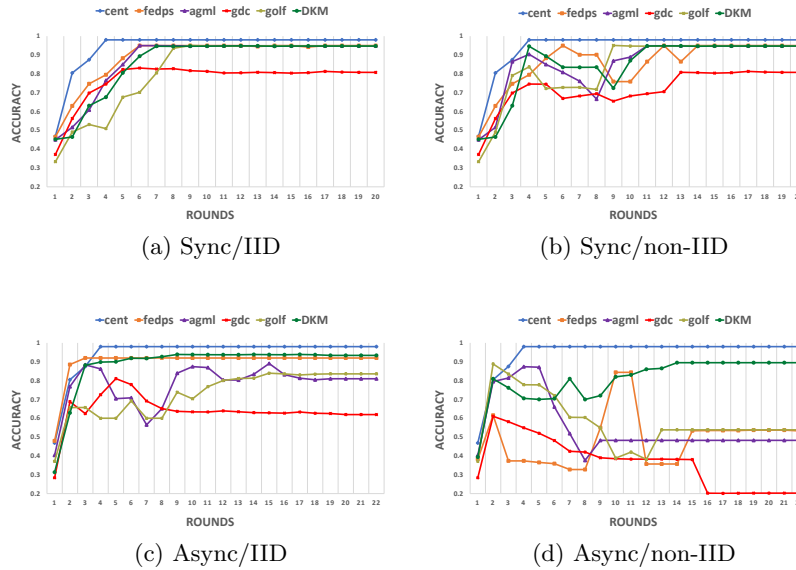 cent fedps agml gdc golf DKM
1
0.9
0.8
0.7
0.6
0.5
0.4
0.3
0.2
ACCURACY
1 2 3 4 5 6 7 8 9 10 11 12 13 14 15 16 17 18 19 20
ROUNDS
(a) Sync/IID
cent fedps agml gdc golf DKM
1
0.9
0.8
0.7
0.6
0.5
0.4
0.3
0.2
ACCURACY
1 2 3 4 5 6 7 8 9 10 11 12 13 14 15 16 17 18 19
ROUNDS
(b) Sync/non-IID
cent fedps agml gdc golf DKM
1
0.9
0.8
0.7
0.6
0.5
0.4
0.3
0.2
ACCURACY
1 2 3 4 5 6 7 8 9 10 11 12 13 14 15 16 17 18 19 20 21 22
ROUNDS
(c) Async/IID
cent fedps agml gdc golf DKM
1
0.9
0.8
0.7
0.6
0.5
0.4
0.3
0.2
ACCURACY
1 2 3 4 5 6 7 8 9 10 11 12 13 14 15 16 17 18 19 20 21
ROUNDS
(d) Async/non-IID